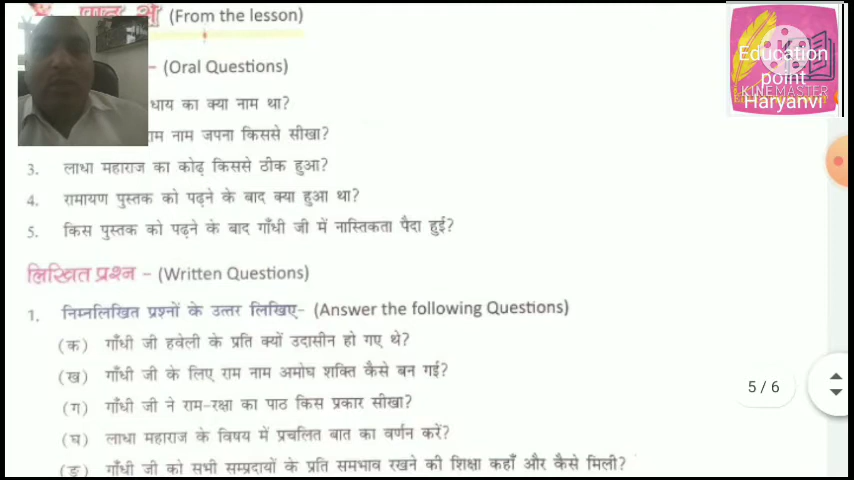 (From the lesson)
- (Oral Questions)
का क्या नाम था?
नाम जपना किससे सीखा?
3. लाधा महाराज का कोढ़ किससे ठीक हुआ?
4. रामायण पुस्तक को पढ़ने के बाद क्या हुआ था?
5. किस पुस्तक को पढ़ने के बाद गाँधी जी में नास्तिकता पैदा हुई?
लिखित प्रश्न – (Written Questions)
1. निम्नलिखित प्रश्नों के उत्तर लिखिए- (Answer the following Questions)
(क) गाँधी जी हवेली के प्रति क्यों उदासीन हो गए थे?
(ख) गाँधी जी के लिए राम नाम अमोघ शक्ति कैसे बन गई?
(ग) गाँधी जी ने राम-रक्षा का पाठ किस प्रकार सीखा?
(घ) लाधा महाराज के विषय में प्रचलित बात का वर्णन करें?
(ङ) गाँधी जी को सभी सम्प्रदायों के प्रति समभाव रखने की शिक्षा कहाँ और कैसे मिली?
Education
point
KINEMASTER
Haryanvi
5 / 6